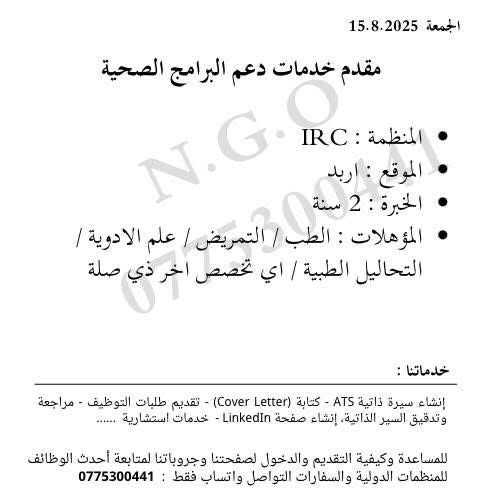 الجمعة 15.8.2025
مقدم خدمات دعم البرامج الصحية
• المنظمة : IRC
• الموقع : اربد
• الخبرة : 2 سنة
• المؤهلات : الطب / التمريض / علم الادوية /
التحاليل الطبية / اي تخصص اخر ذي صلة
N.G.O
0775300441
خدماتنا :
إنشاء سيرة ذاتية ATS - كتابة (Cover Letter) - تقديم طلبات التوظيف - مراجعة
وتدقيق السير الذاتية، إنشاء صفحة LinkedIn - خدمات استشارية ......
للمساعدة وكيفية التقديم والدخول لصفحتنا وجروباتنا لمتابعة أحدث الوظائف
للمنظمات الدولية والسفارات التواصل واتساب فقط : 0775300441